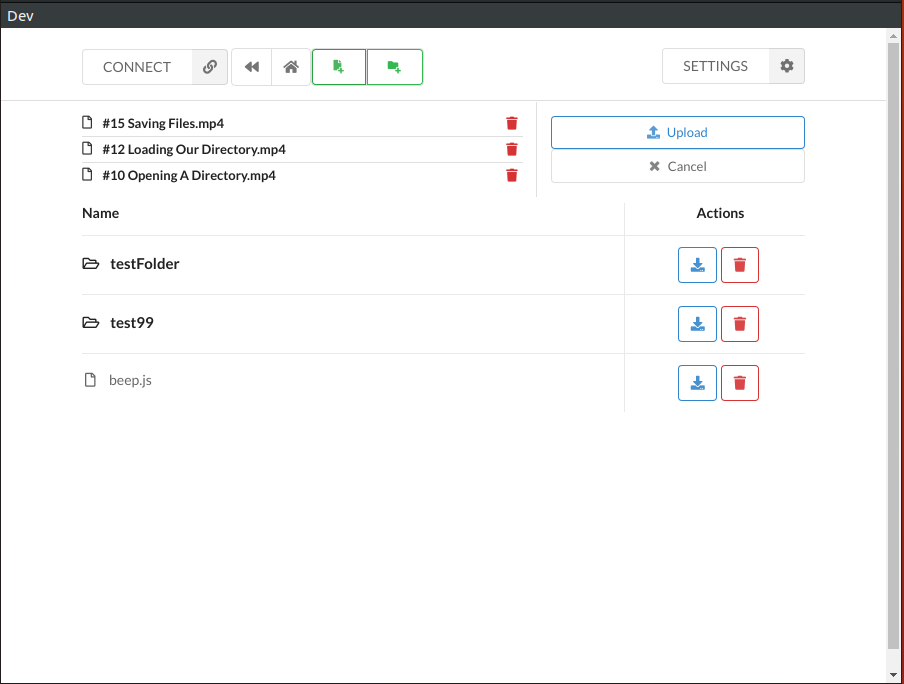 Dev
CONNECT
SETTINGS
#15 Saving Files.mp4
#12 Loading Our Directory.mp4
#10 Opening A Directory.mp4
Upload
Cancel
Name Actions
testFolder
test99
beep.js